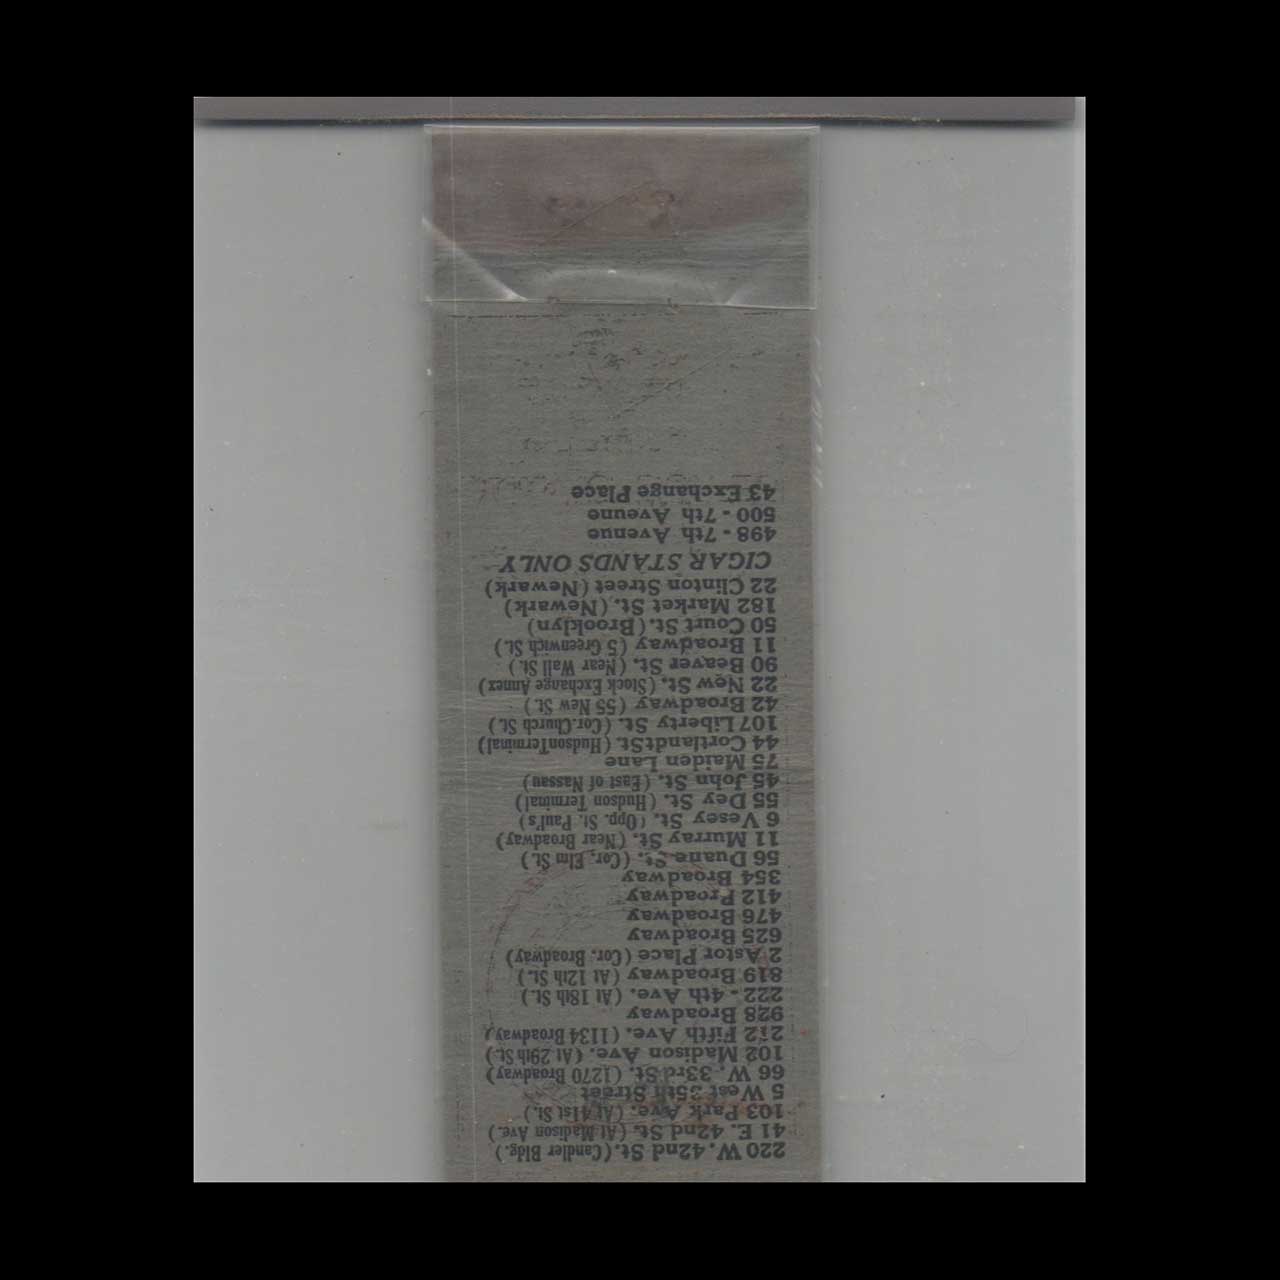 220 W. 42nd St. (Candler Bldg.)
41 E. 42nd St. (At Madison Ave.)
103 Park Ave. (At 41st St.)
5 West 35th Street
66 W. 33rd St. (1270 Broadway)
102 Madison Ave. (At 29th St.)
212 Fifth Ave. (1134 Broadway)
928 Broadway
222 - 4th Ave. (At 18th St.)
819 Broadway (At 12th St.)
2 Astor Place (Cor. Broadway)
625 Broadway
476 Broadway
412 Broadway
354 Broadway
56 Duane St. (Cor. Elm St.)
11 Murray St. (Near Broadway)
6 Vesey St. (Opp. St. Paul's)
55 Dey St. (Hudson Terminal)
45 John St. (East of Nassau)
75 Maiden Lane
44 Cortlandt St. (Hudson Terminal)
107 Liberty St. (Cor. Church St.)
42 Broadway (55 New St.)
22 New St. (Stock Exchange Annex)
90 Beaver St. (Near Wall St.)
11 Broadway (5 Greenwich St.)
50 Court St. (Brooklyn)
182 Market St. (Newark)
22 Clinton Street (Newark)
CIGAR STANDS ONLY
498 - 7th Avenue
500 - 7th Aveune
43 Exchange Place